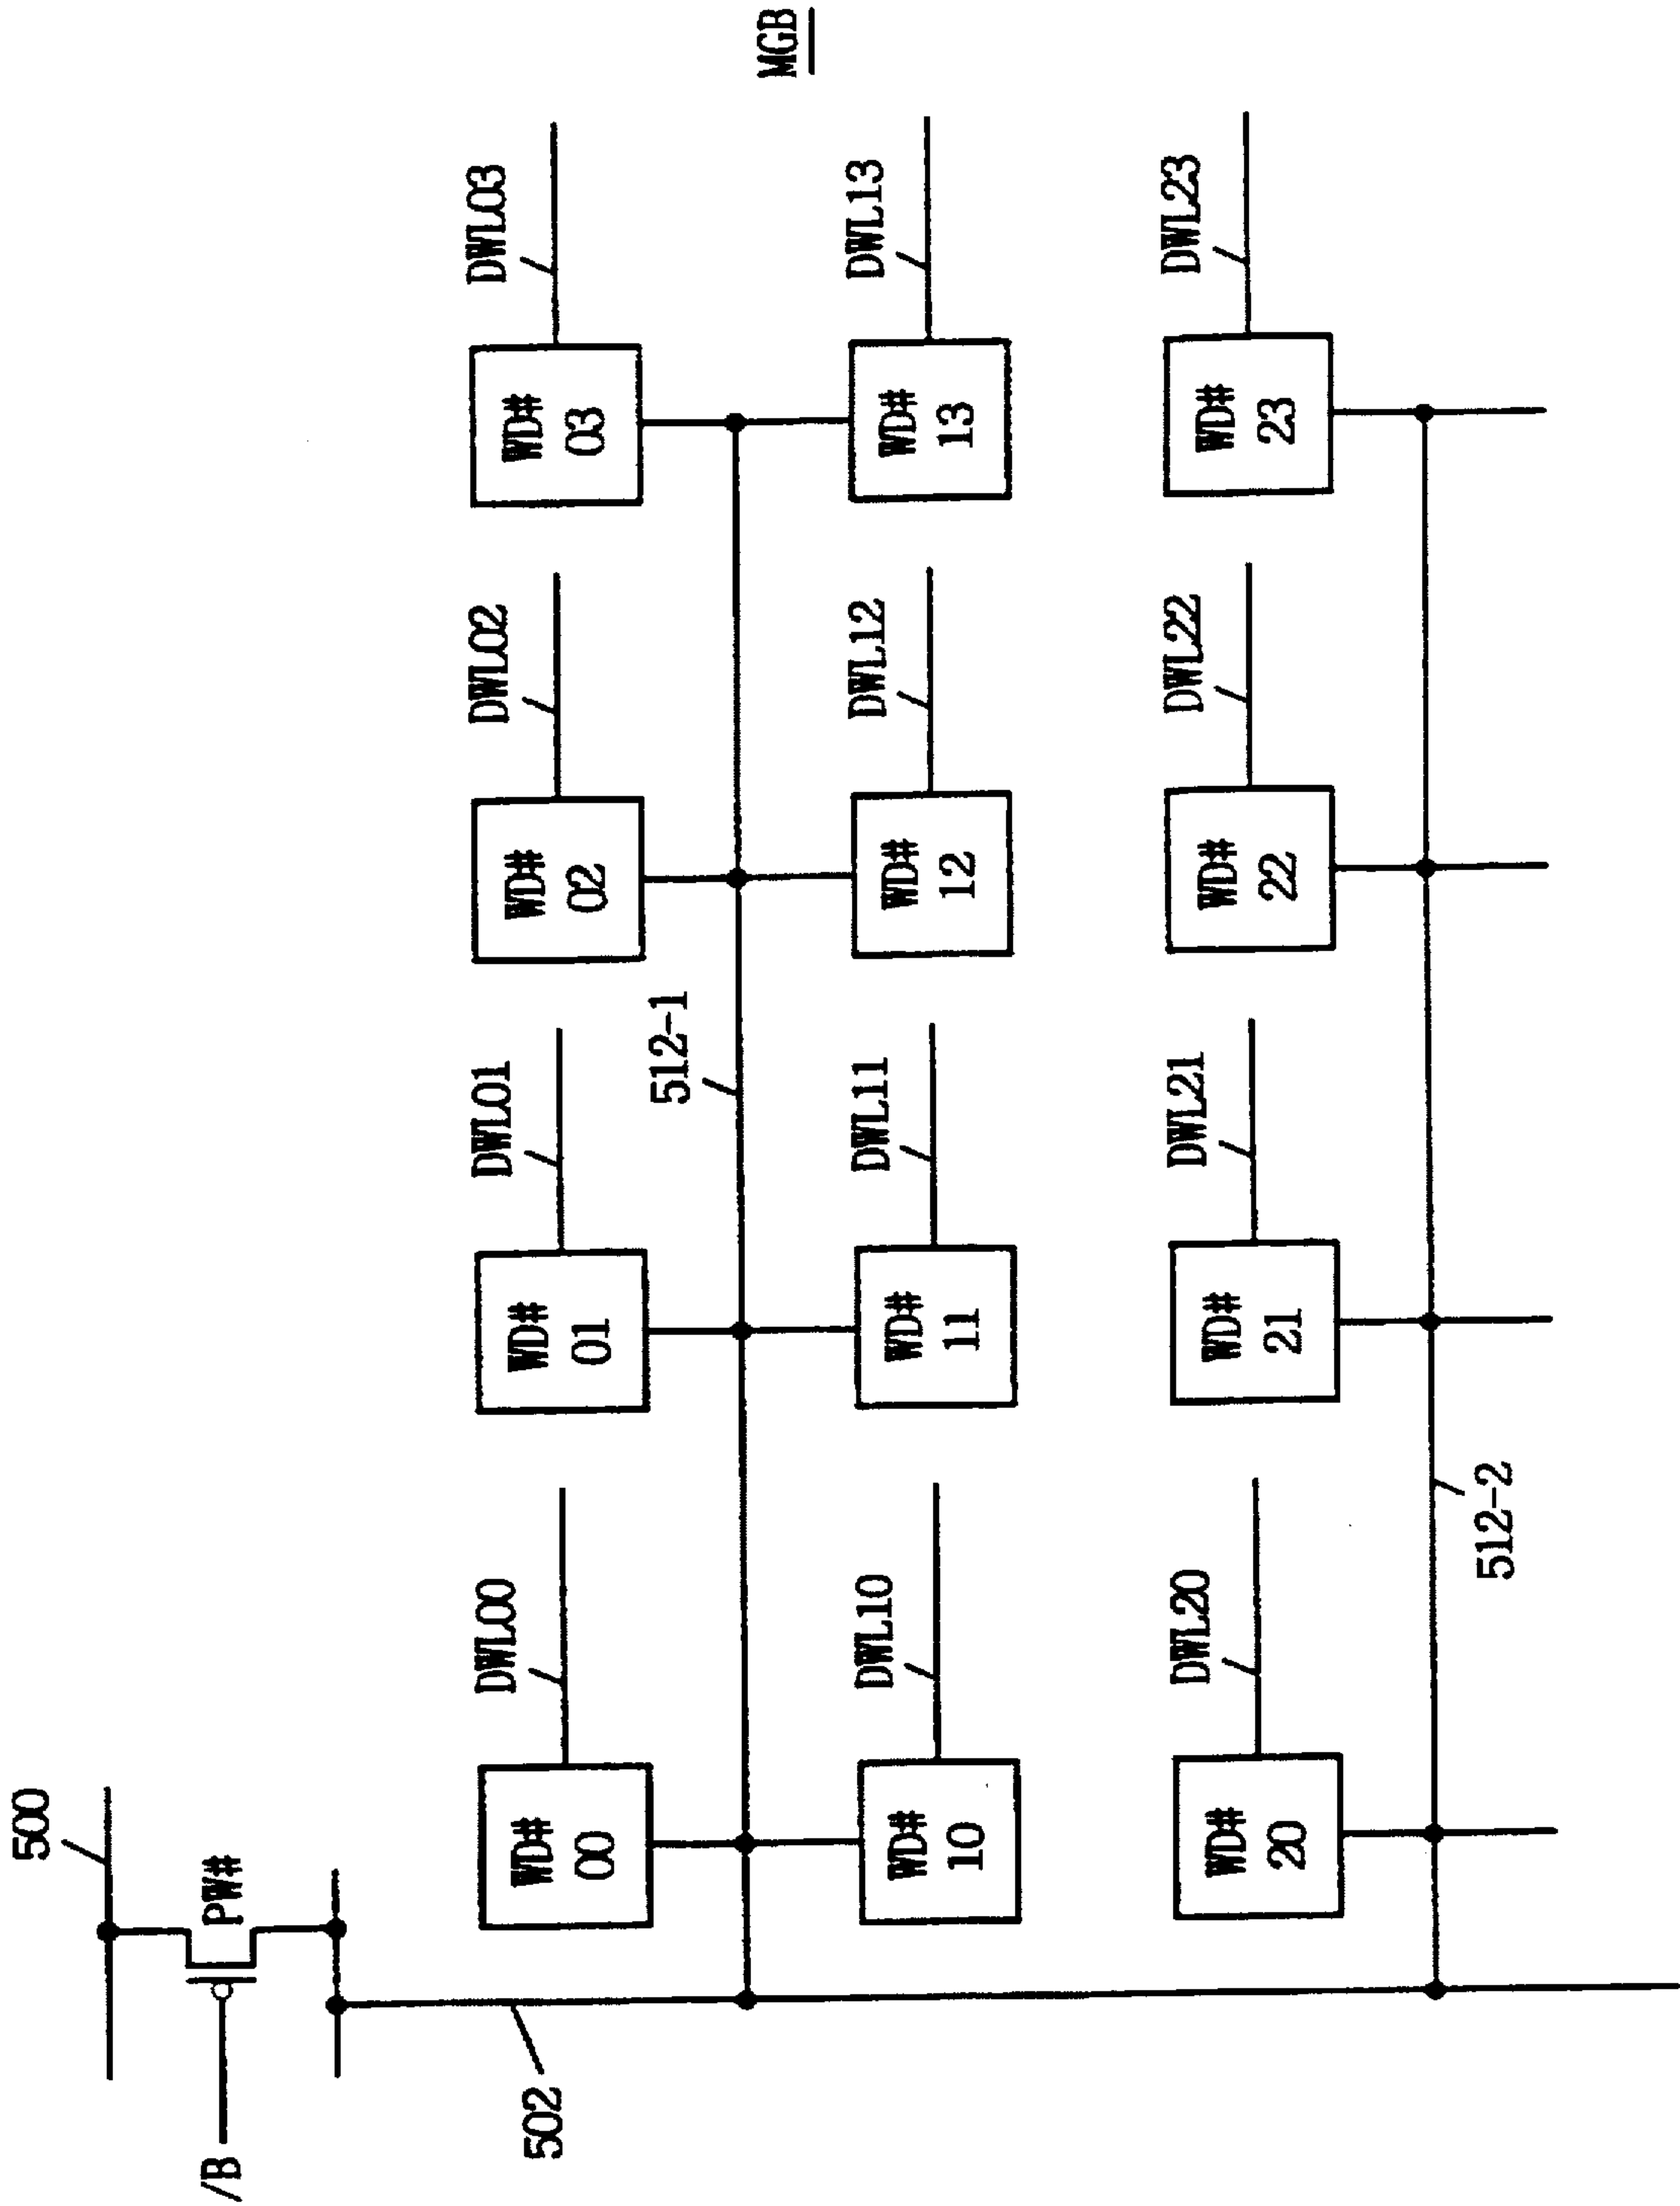 500
/B
PW#
DWL00
DWL01
DWL02
DWL03
502
WD#
00
WD#
01
WD#
02
WD#
03
512-1
MGB
DWL10
DWL11
DWL12
DWL13
WD#
10
WD#
11
WD#
12
WD#
13
DWL20
DWL21
DWL22
DWL23
WD#
20
WD#
21
WD#
22
WD#
23
512-2